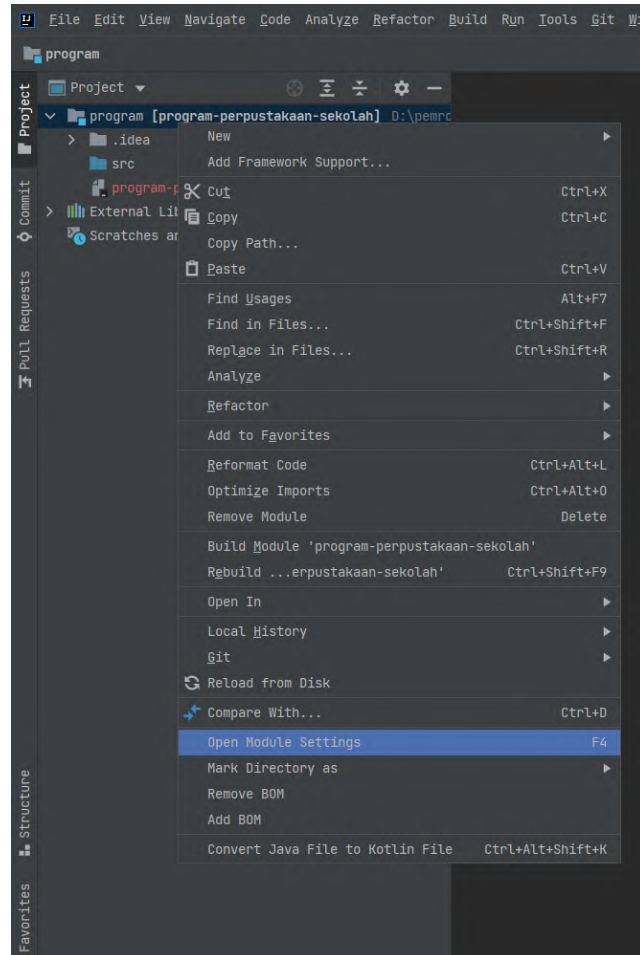 File Edit View Navigate Code Analyze Refactor Build Run Tools Git
program
Project
program [program-perpustakaan-sekolah] D:\pemro
.idea
src
program-p
External Lib
Scratches an
Project
Commit
Pull Requests
Structure
Favorites
New
Add Framework Support...
Cut Ctrl+X
Copy Ctrl+C
Copy Path...
Paste Ctrl+V
Find Usages Alt+F7
Find in Files... Ctrl+Shift+F
Replace in Files... Ctrl+Shift+R
Analyze
Refactor
Add to Favorites
Reformat Code Ctrl+Alt+L
Optimize Imports Ctrl+Alt+O
Remove Module Delete
Build Module 'program-perpustakaan-sekolah'
Rebuild ...erpustakaan-sekolah' Ctrl+Shift+F9
Open In
Local History
Git
Reload from Disk
Compare With... Ctrl+D
Open Module Settings F4
Mark Directory as
Remove BOM
Add BOM
Convert Java File to Kotlin File Ctrl+Alt+Shift+K